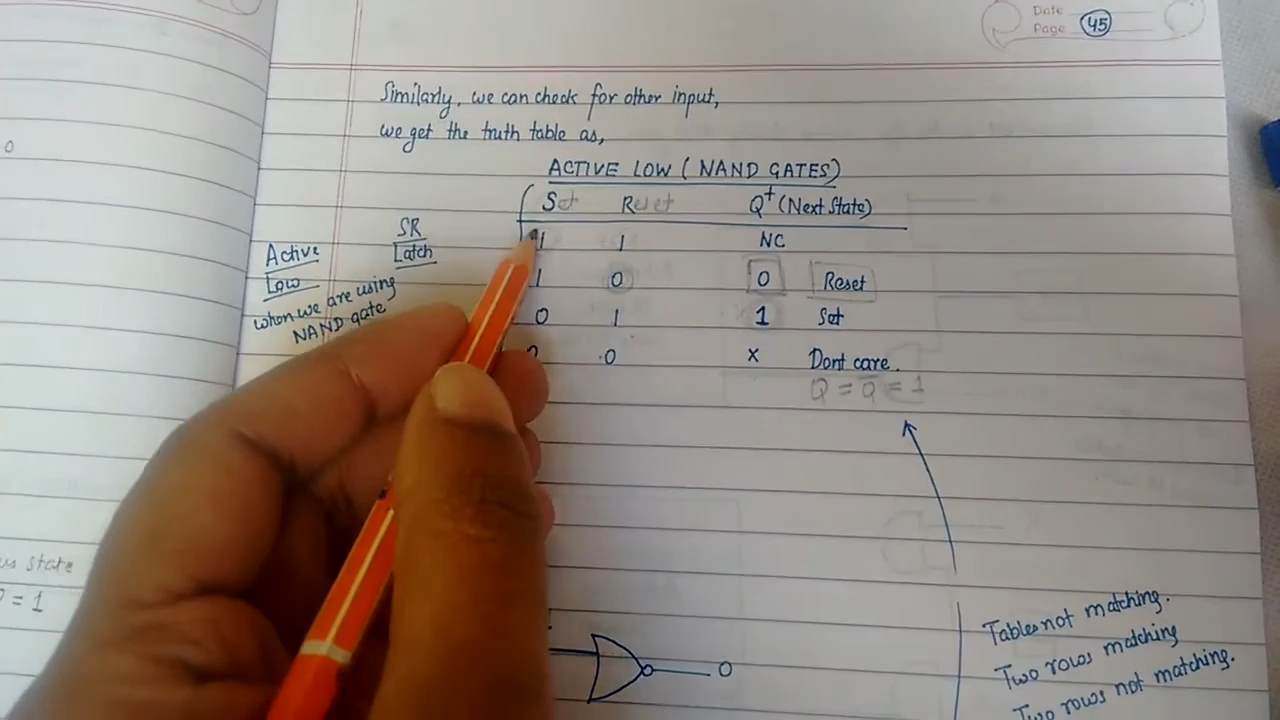 Date
Page 45
Similarly, we can check for other input,
we get the truth table as,
ACTIVE LOW ( NAND GATES)
Set Reset Q+ (Next State)
SR
Latch
Active
Low
when we are using
NAND gate
1 1 NC
1 0 0 Reset
0 1 1 Set
0 x Dont care.
Q = Q̅ = 1
0
state
= 1
0
Tables not matching.
Two rows matching
Two rows not matching.